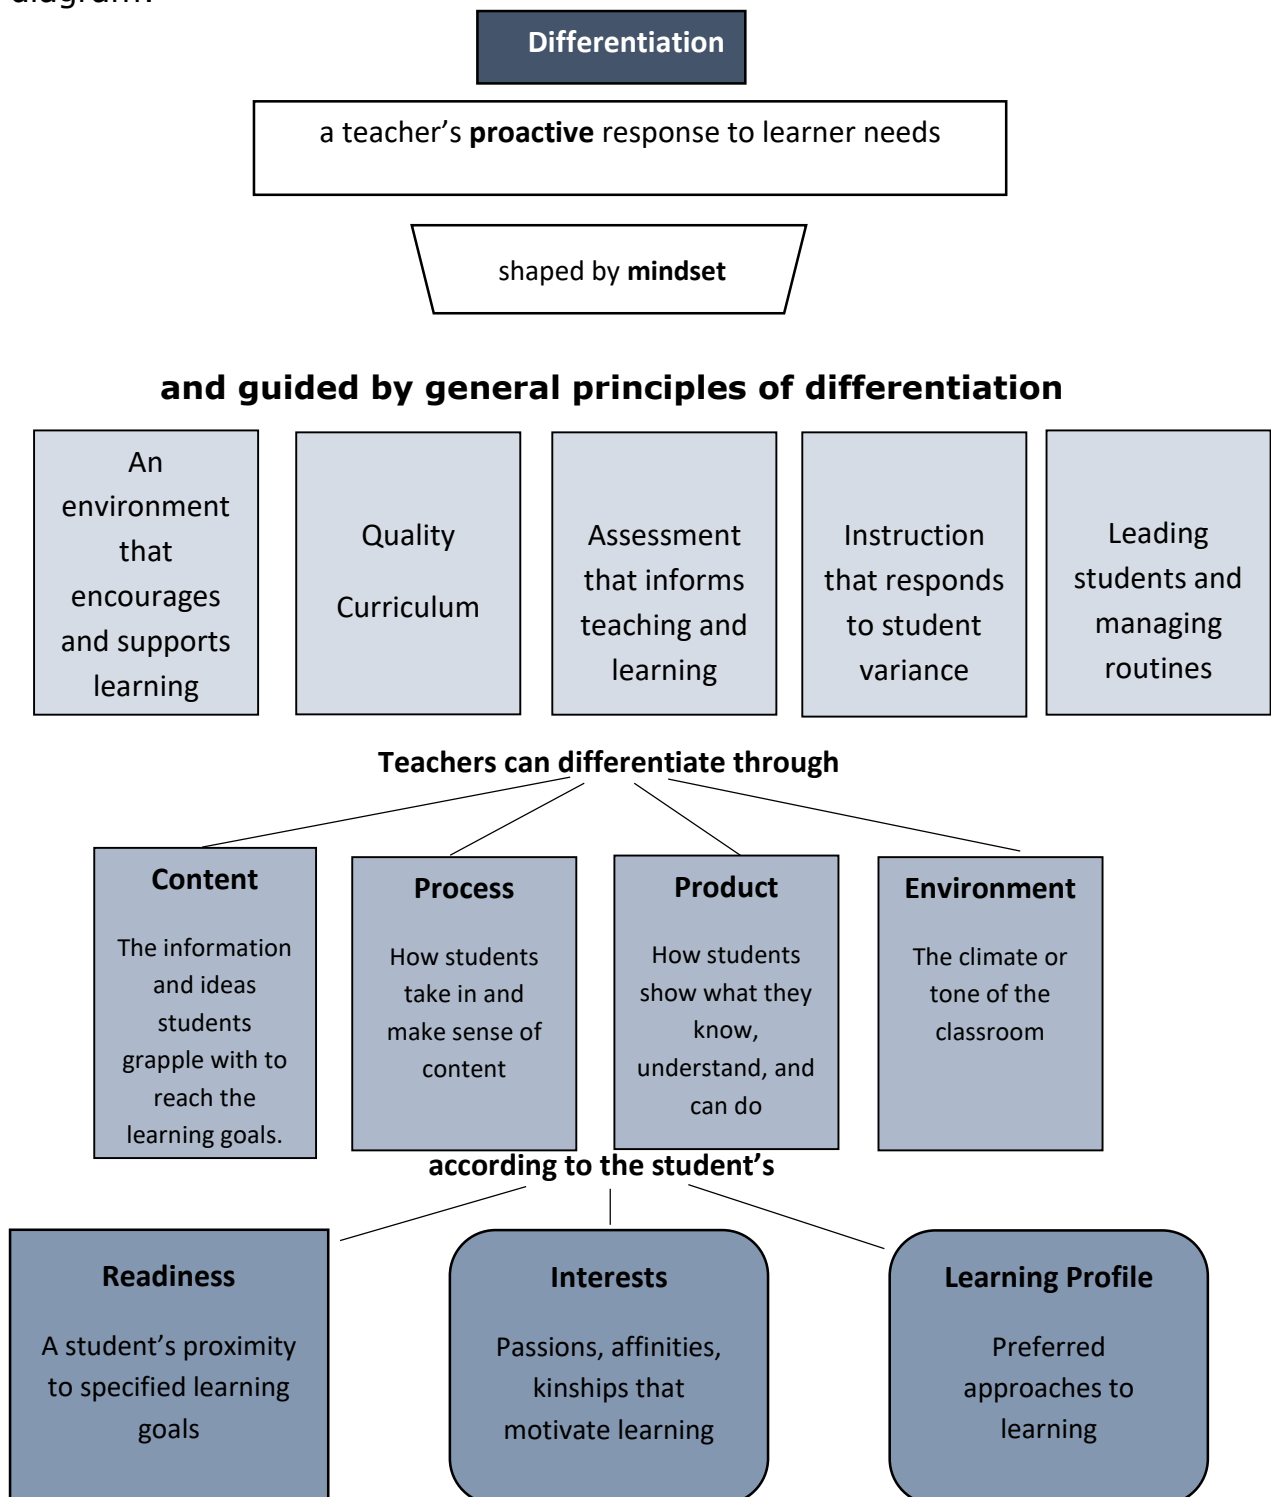 diagram.
Differentiation
a teacher’s proactive response to learner needs
shaped by mindset
and guided by general principles of differentiation
An
environment
that
encourages
and supports
learning
Quality
Curriculum
Assessment
that informs
teaching and
learning
Instruction
that responds
to student
variance
Leading
students and
managing
routines
Teachers can differentiate through
Content
The information
and ideas
students
grapple with to
reach the
learning goals.
Process
How students
take in and
make sense of
content
Product
How students
show what they
know,
understand, and
can do
Environment
The climate or
tone of the
classroom
according to the student’s
Readiness
A student’s proximity
to specified learning
goals
Interests
Passions, affinities,
kinships that
motivate learning
Learning Profile
Preferred
approaches to
learning